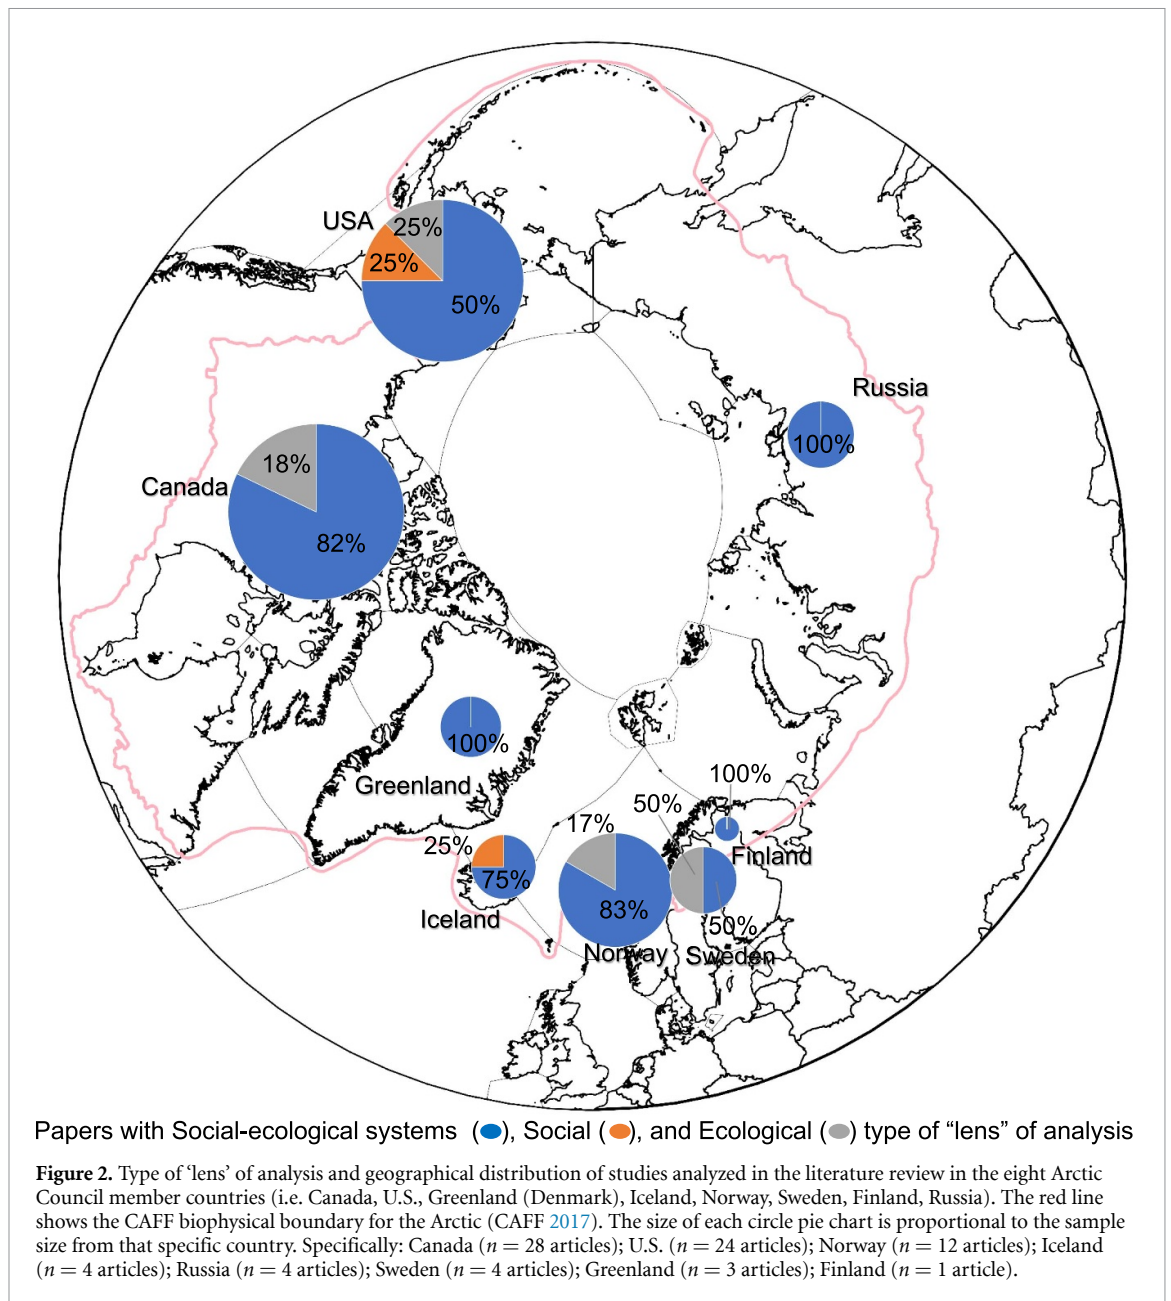 USA
25%
25%
50%
Russia
100%
18%
Canada
82%
100%
Greenland
100%
50%
17%
25%
75%
Finland
83%
Iceland
50%
Norway
Sweden
Papers with Social-ecological systems (), Social (), and Ecological () type of “lens” of analysis
Figure 2. Type of ‘lens’ of analysis and geographical distribution of studies analyzed in the literature review in the eight Arctic
Council member countries (i.e. Canada, U.S., Greenland (Denmark), Iceland, Norway, Sweden, Finland, Russia). The red line
shows the CAFF biophysical boundary for the Arctic (CAFF 2017). The size of each circle pie chart is proportional to the sample
size from that specific country. Specifically: Canada (n = 28 articles); U.S. (n = 24 articles); Norway (n = 12 articles); Iceland
(n = 4 articles); Russia (n = 4 articles); Sweden (n = 4 articles); Greenland (n = 3 articles); Finland (n = 1 article).